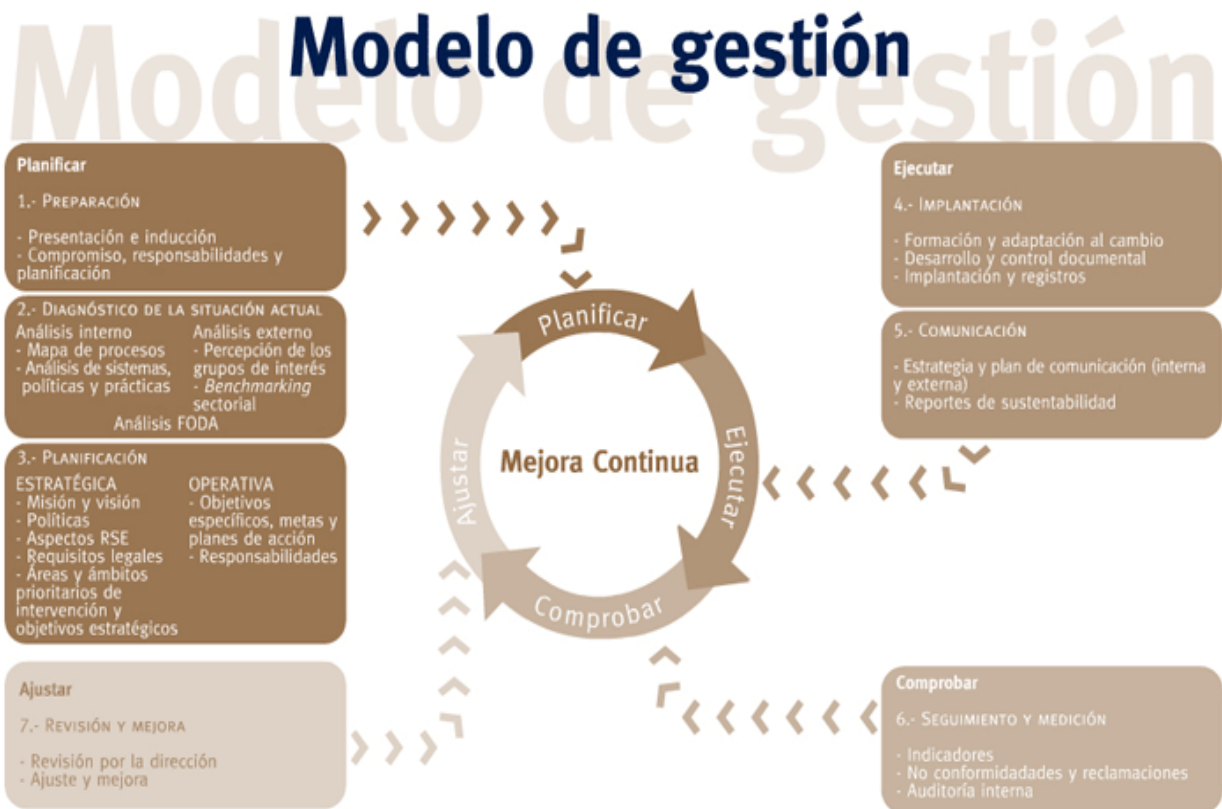 Modelo de gestión
Modelo de gestión
Planificar
1.- PREPARACIÓN
- Presentación e inducción
- Compromiso, responsabilidades y
planificación
2.- DIAGNÓSTICO DE LA SITUACIÓN ACTUAL
Análisis interno
- Mapa de procesos
- Análisis de sistemas,
políticas y prácticas
Análisis externo
- Percepción de los
grupos de interés
- Benchmarking
sectorial
Análisis FODA
3.- PLANIFICACIÓN
ESTRATÉGICA
- Misión y visión
- Políticas
- Aspectos RSE
- Requisitos legales
- Áreas y ámbitos
prioritarios de
intervención y
objetivos estratégicos
OPERATIVA
- Objetivos
específicos, metas y
planes de acción
- Responsabilidades
Ajustar
7.- REVISIÓN Y MEJORA
- Revisión por la dirección
- Ajuste y mejora
Planificar
Ejecutar
Comprobar
Ajustar
Mejora Continua
Ejecutar
4.- IMPLANTACIÓN
- Formación y adaptación al cambio
- Desarrollo y control documental
- Implantación y registros
5.- COMUNICACIÓN
- Estrategia y plan de comunicación (interna
y externa)
- Reportes de sustentabilidad
Comprobar
6.- SEGUIMIENTO Y MEDICIÓN
- Indicadores
- No conformidadades y reclamaciones
- Auditoría interna